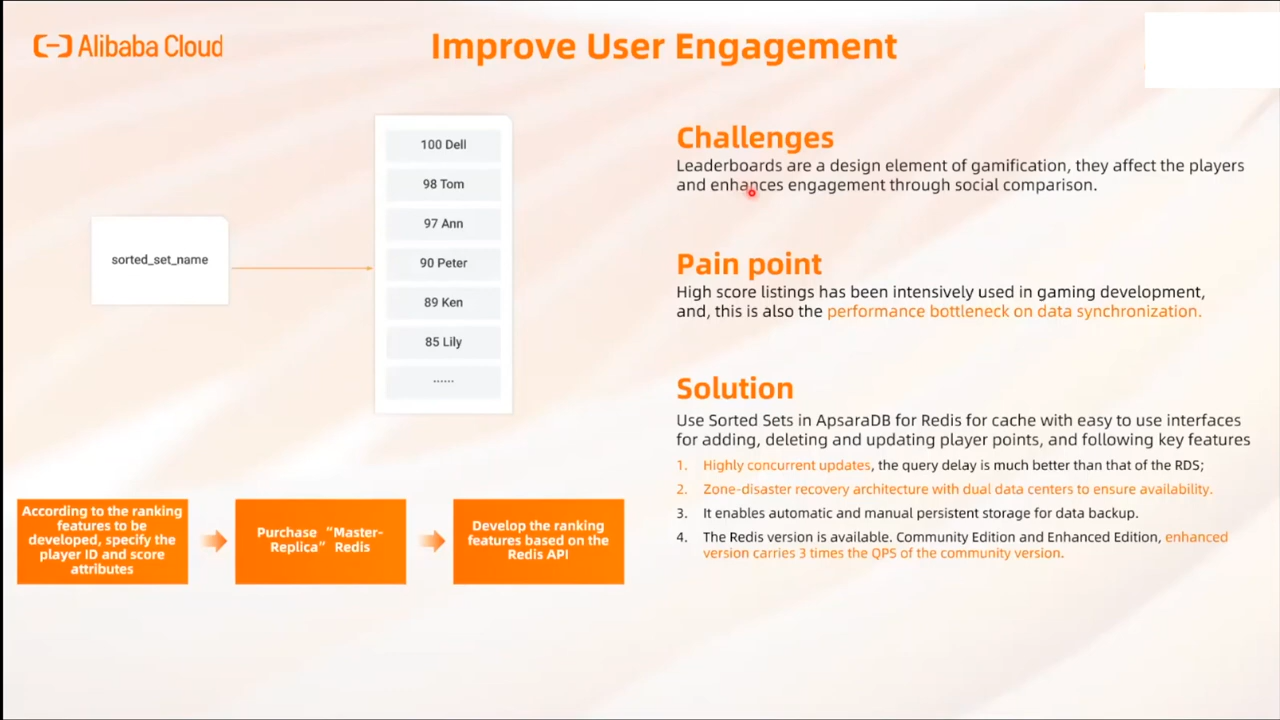 Alibaba Cloud
Improve User Engagement
sorted_set_name
100 Dell
98 Tom
97 Ann
90 Peter
89 Ken
85 Lily
······
According to the ranking
features to be
developed, specify the
player ID and score
attributes
Purchase “Master-
Replica” Redis
Develop the ranking
features based on the
Redis API
Challenges
Leaderboards are a design element of gamification, they affect the players
and enhances engagement through social comparison.
Pain point
High score listings has been intensively used in gaming development,
and, this is also the performance bottleneck on data synchronization.
Solution
Use Sorted Sets in ApsaraDB for Redis for cache with easy to use interfaces
for adding, deleting and updating player points, and following key features
1. Highly concurrent updates, the query delay is much better than that of the RDS;
2. Zone-disaster recovery architecture with dual data centers to ensure availability.
3. It enables automatic and manual persistent storage for data backup.
4. The Redis version is available. Community Edition and Enhanced Edition, enhanced
version carries 3 times the QPS of the community version.